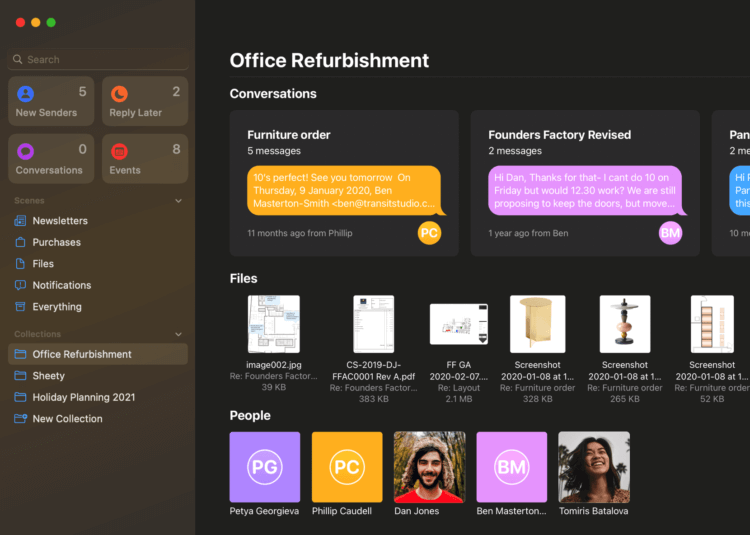 Search
5
New Senders
2
Reply Later
0
Conversations
8
Events
Scenes
Newsletters
Purchases
Files
Notifications
Everything
Collections
Office Refurbishment
Sheety
Holiday Planning 2021
New Collection
Office Refurbishment
Conversations
Furniture order
5 messages
10's perfect! See you tomorrow On
Thursday, 9 January 2020, Ben
Masterton-Smith <ben@transitstudio.c...
11 months ago from Phillip
PC
Founders Factory Revised
2 messages
Hi Dan, Thanks for that- I cant do 10 on
Friday but would 12.30 work? We are still
proposing to keep the doors, but move...
1 year ago from Ben
BM
Pan
2 me
Hi P
Pan
this
10 m
Files
image002.jpg
Re: Founders Factor...
39 KB
CS-2019-DJ-
FFAC0001 Rev A.pdf
Re: Founders Factor...
383 KB
FF GA
2020-02-07....
Re: Layout
2.1 MB
Screenshot
2020-01-08 at 1...
Re: Furniture order
328 KB
Screenshot
2020-01-08 at 1...
Re: Furniture order
265 KB
Screenshot
2020-01-08 at 1...
Re: Furniture order
52 KB
People
PG
Petya Georgieva
PC
Phillip Caudell
Dan Jones
BM
Ben Masterton...
Tomiris Batalova